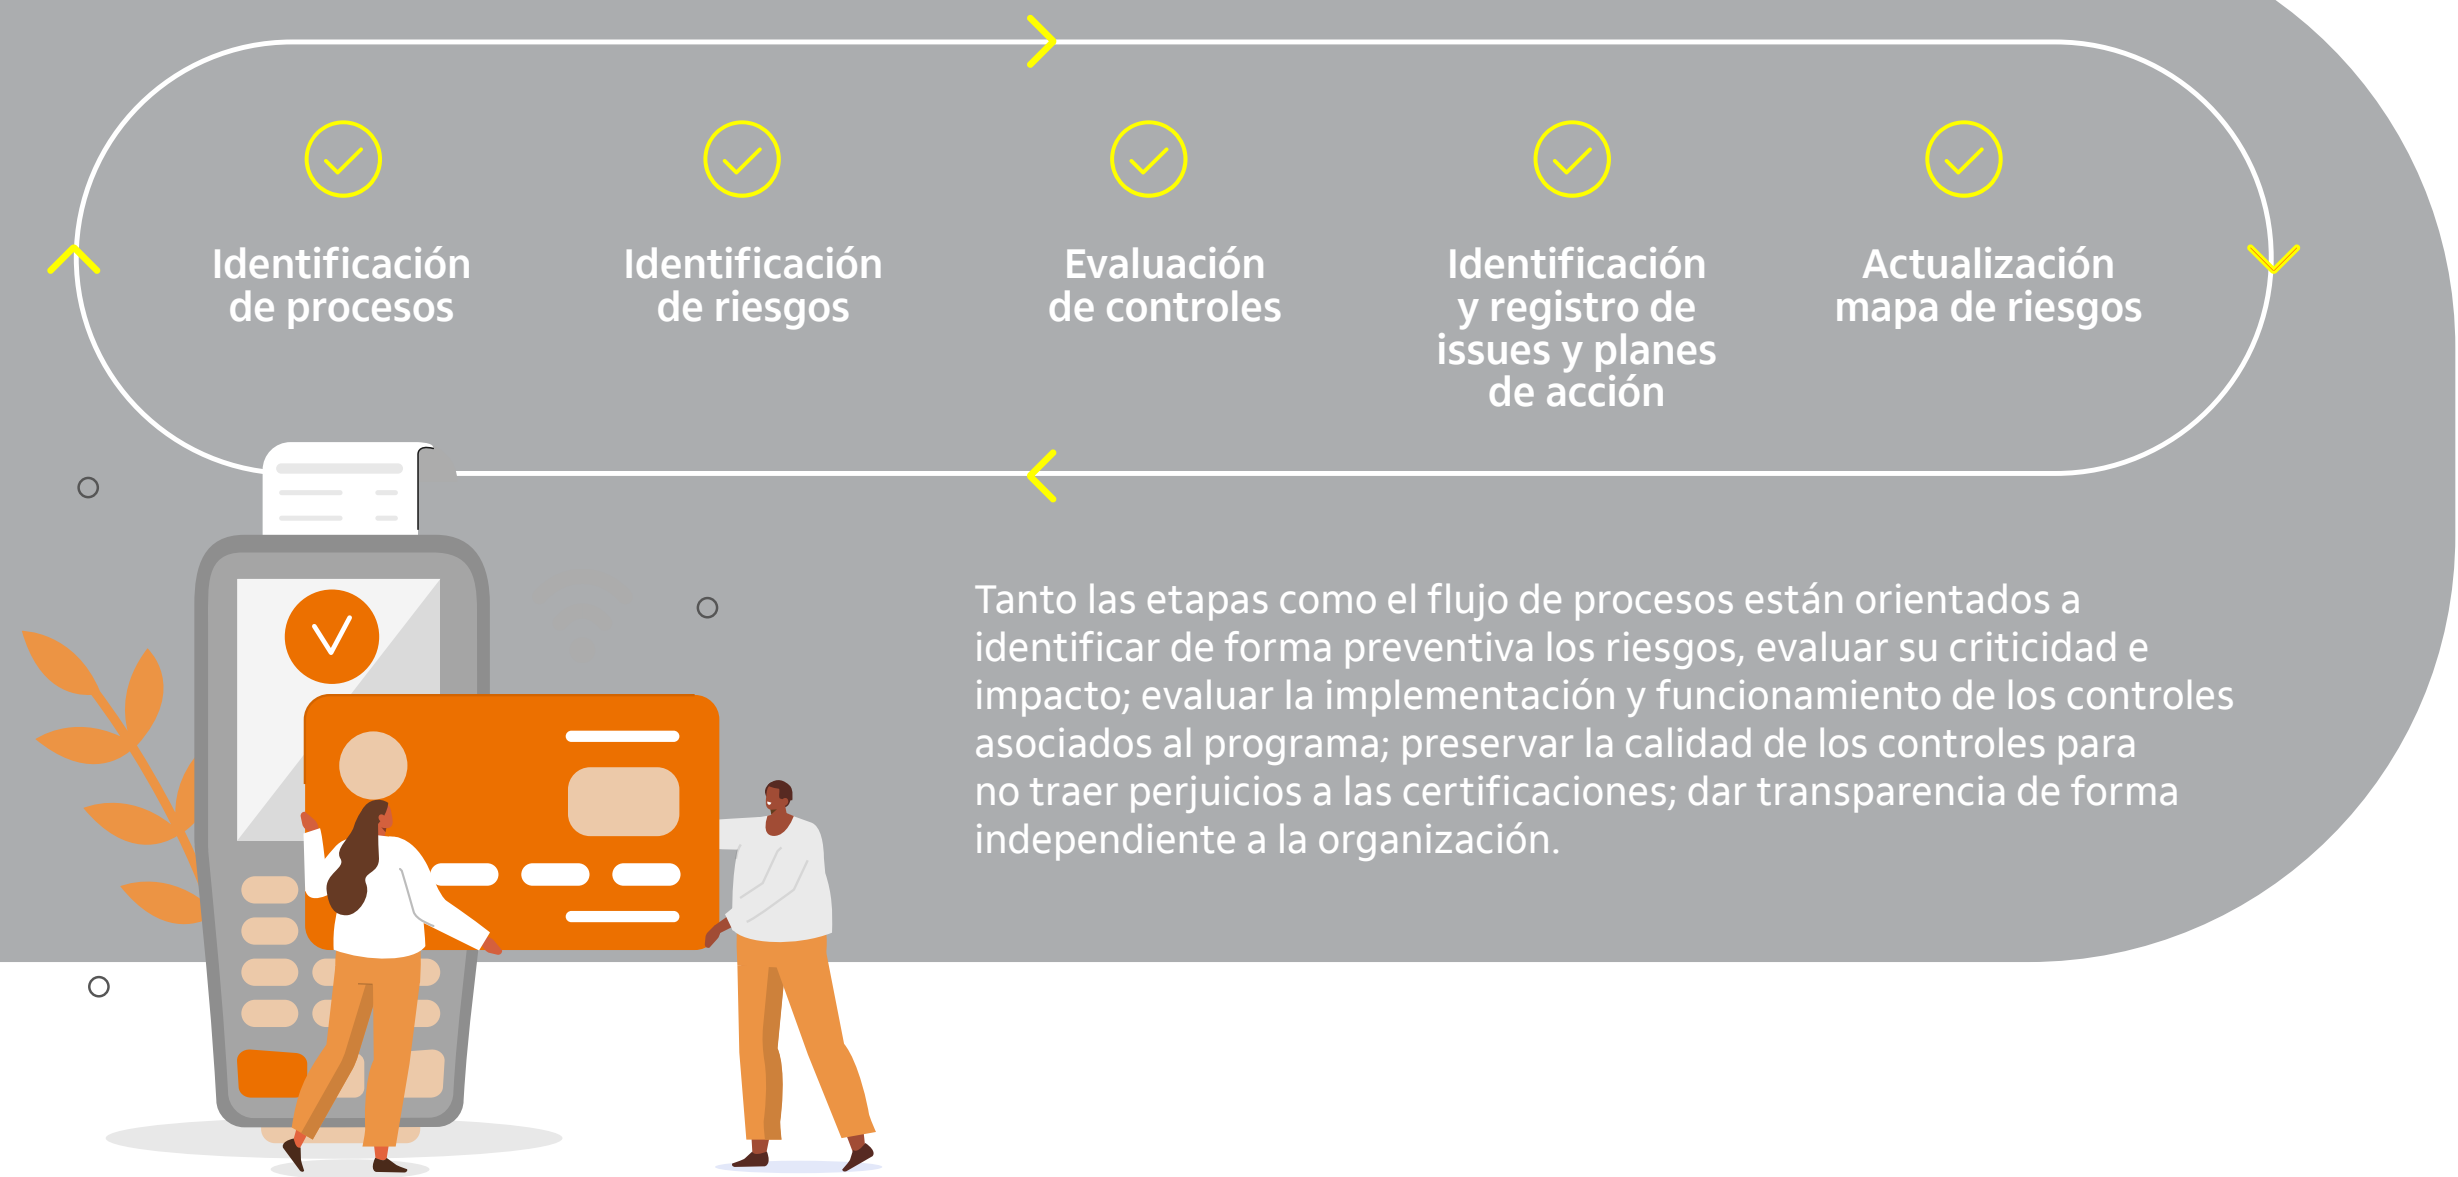 Identificación
de procesos
Identificación
de riesgos
Evaluación
de controles
Identificación
y registro de
issues y planes
de acción
Actualización
mapa de riesgos
Tanto las etapas como el flujo de procesos están orientados a
identificar de forma preventiva los riesgos, evaluar su criticidad e
impacto; evaluar la implementación y funcionamiento de los controles
asociados al programa; preservar la calidad de los controles para
no traer perjuicios a las certificaciones; dar transparencia de forma
independiente a la organización.